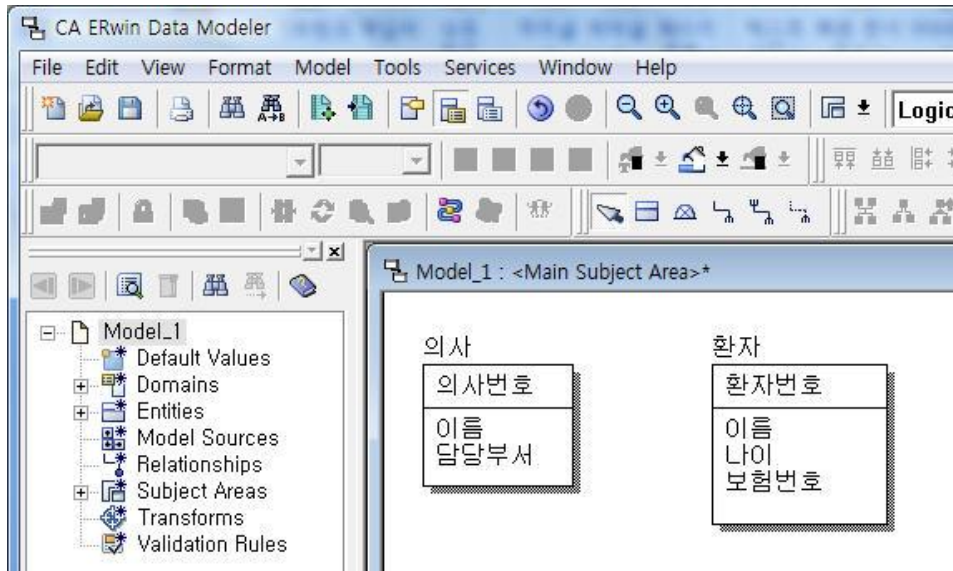 CA ERwin Data Modeler
File Edit View Format Model Tools Services Window Help
A→B
Logic
Model_1 : <Main Subject Area>*
Model_1
Default Values
Domains
Entities
Model Sources
Relationships
Subject Areas
Transforms
Validation Rules
의사
의사번호
이름
담당부서
환자
환자번호
이름
나이
보험번호